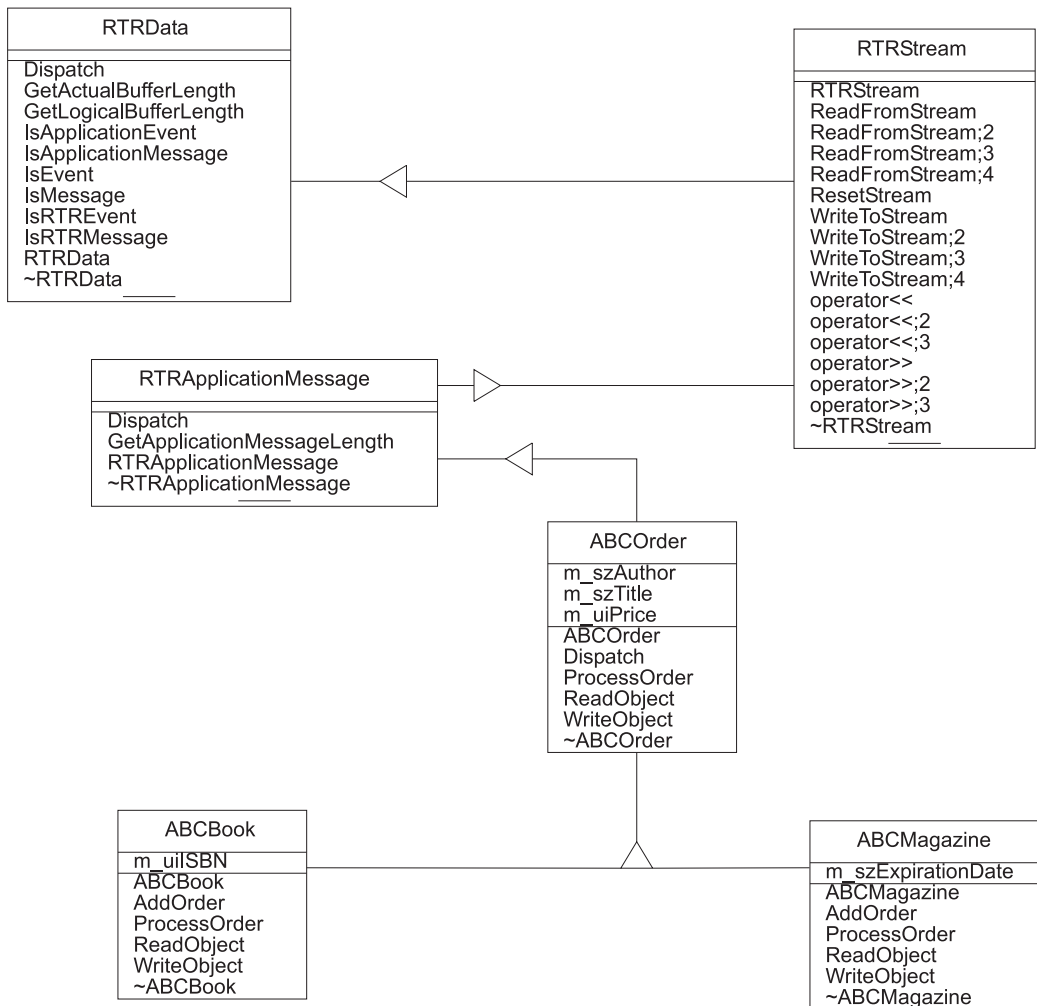 RTRData
Dispatch
GetActualBufferLength
GetLogicalBufferLength
IsApplicationEvent
IsApplicationMessage
IsEvent
IsMessage
IsRTREvent
IsRTRMessage
RTRData
~RTRData
RTRStream
RTRStream
ReadFromStream
ReadFromStream;2
ReadFromStream;3
ReadFromStream;4
ResetStream
WriteToStream
WriteToStream;2
WriteToStream;3
WriteToStream;4
operator<<
operator<<;2
operator<<;3
operator>>
operator>>;2
operator>>;3
~RTRStream
RTRApplicationMessage
Dispatch
GetApplicationMessageLength
RTRApplicationMessage
~RTRApplicationMessage
ABCOrder
m_szAuthor
m_szTitle
m_uiPrice
ABCOrder
Dispatch
ProcessOrder
ReadObject
WriteObject
~ABCOrder
ABCBook
m_uiISBN
ABCBook
AddOrder
ProcessOrder
ReadObject
WriteObject
~ABCBook
ABCMagazine
m_szExpirationDate
ABCMagazine
AddOrder
ProcessOrder
ReadObject
WriteObject
~ABCMagazine